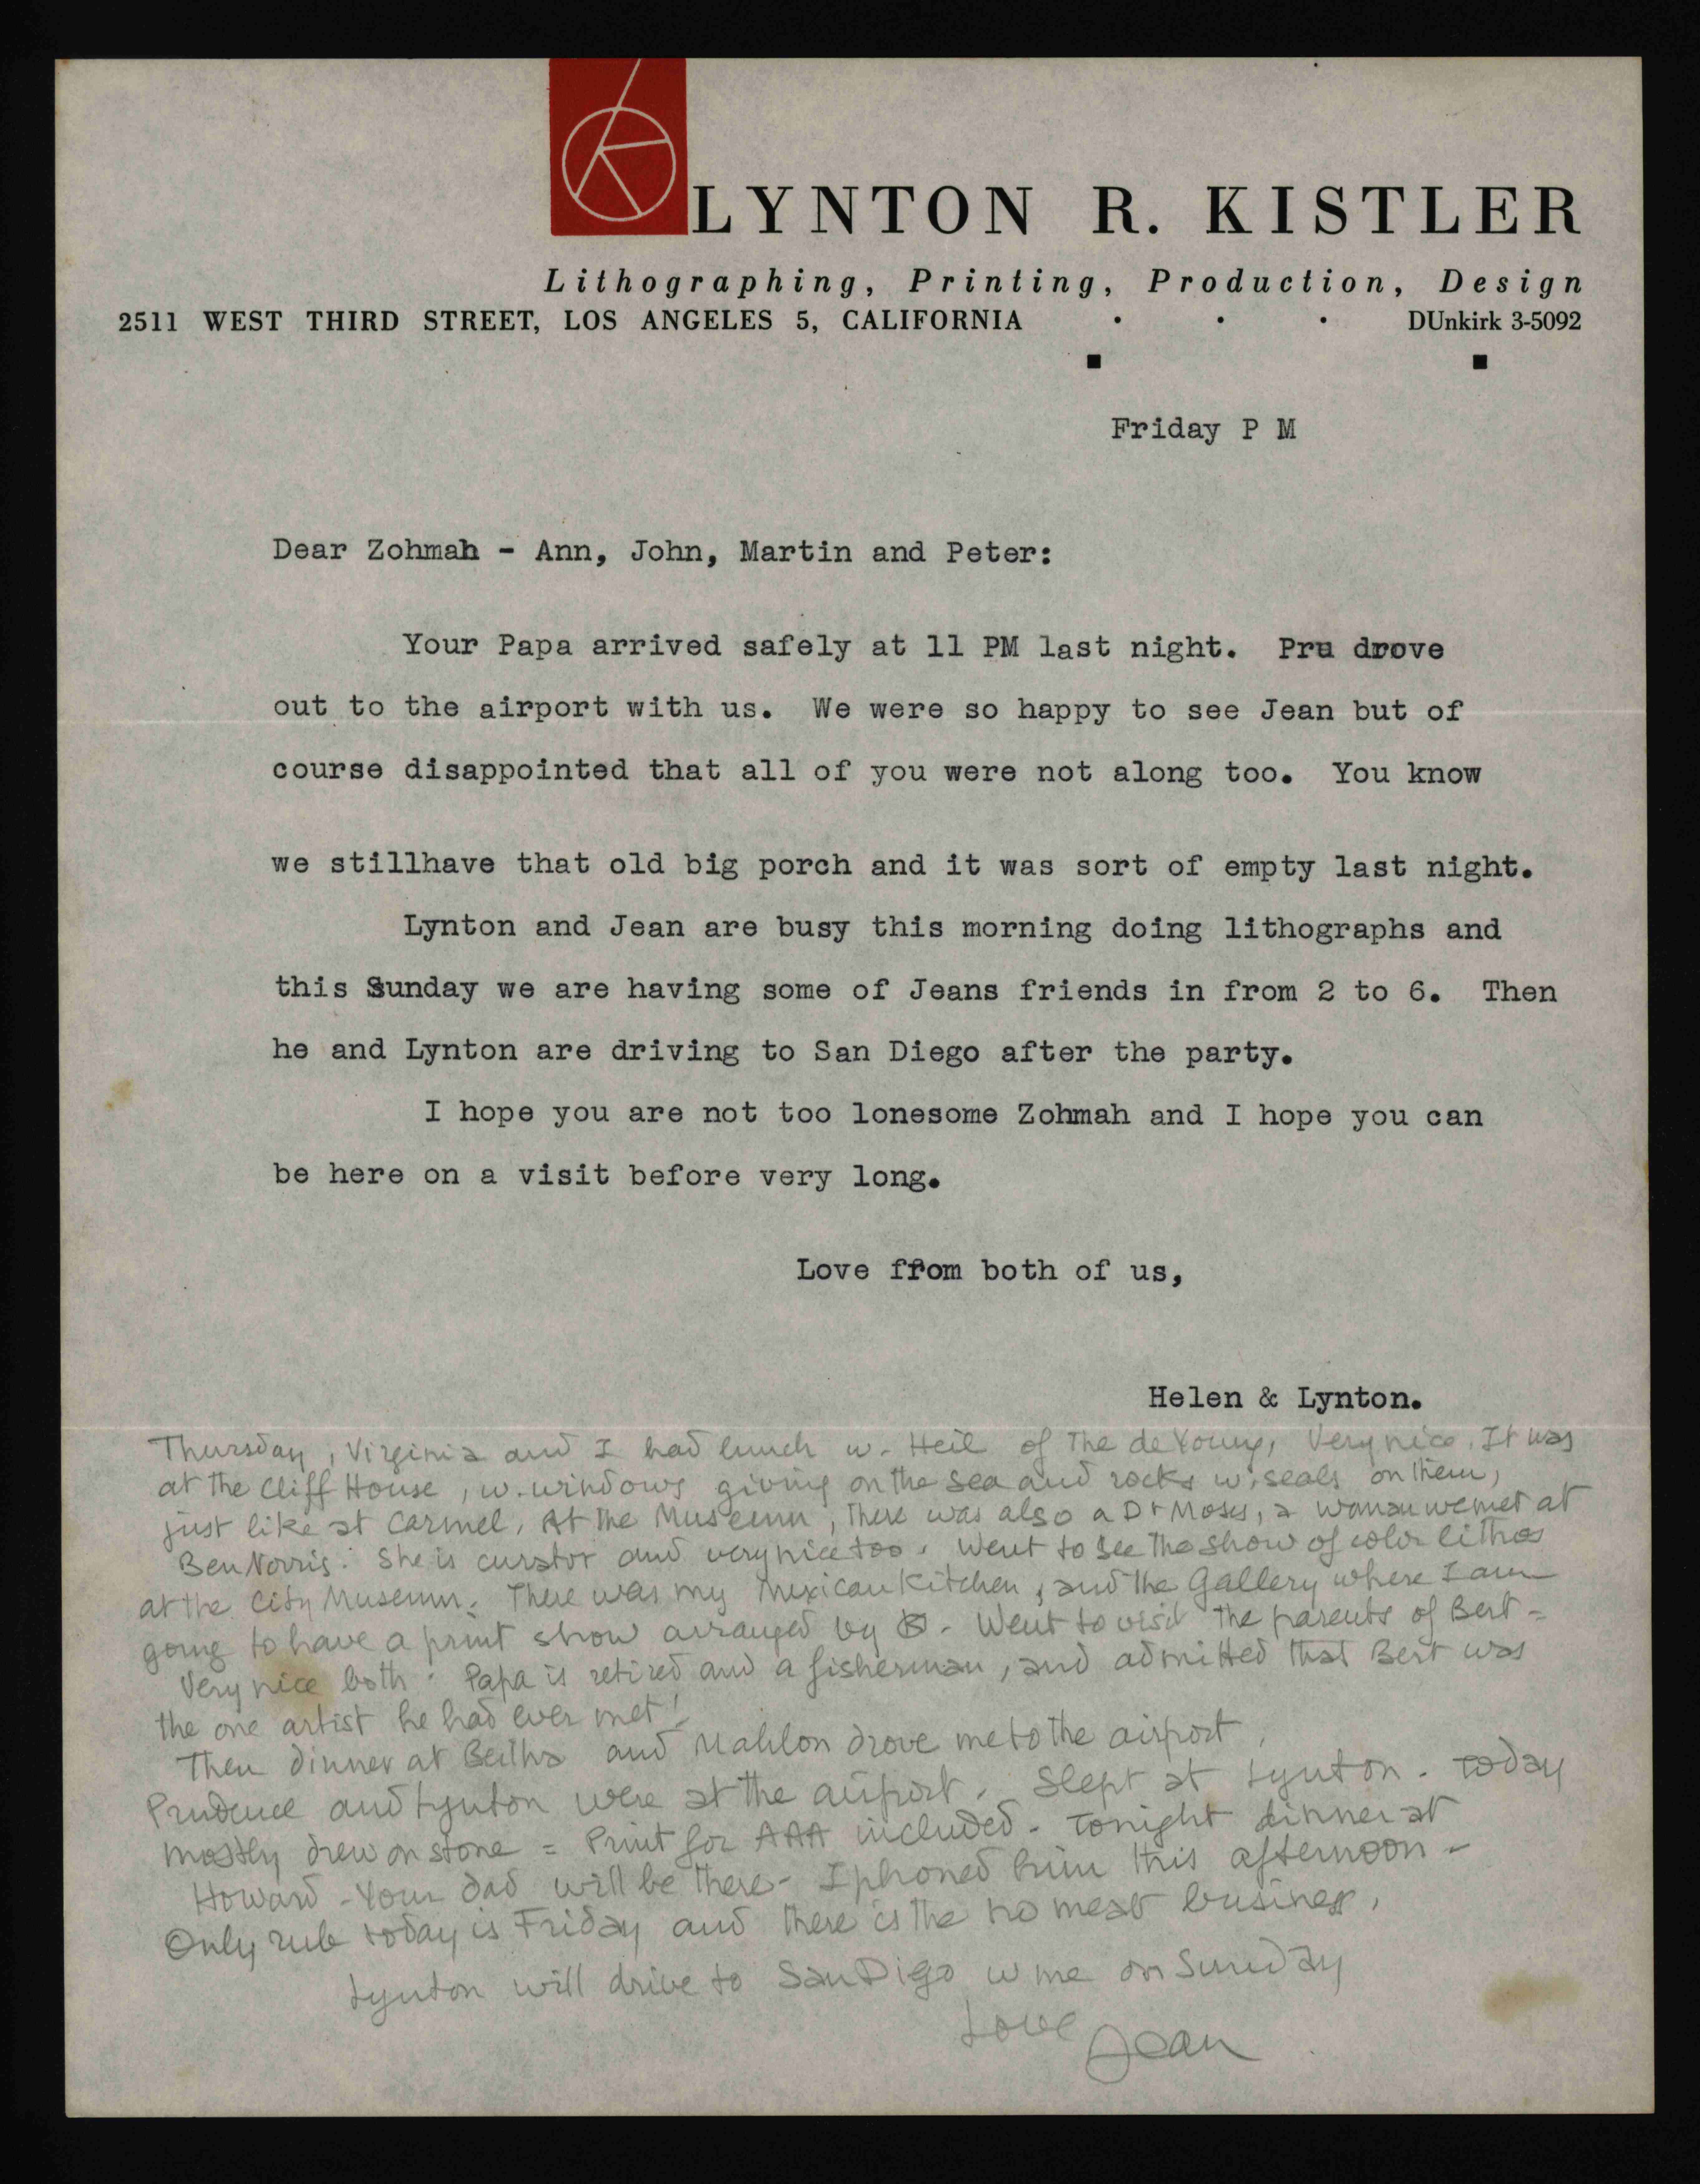 LYNTON R. KISTLER
Lithographing, Printing, Production, Design
2511 WEST THIRD STREET, LOS ANGELES 5, CALIFORNIA . . . DUnkirk 3-5092
Friday P M
Dear Zohmah - Ann, John, Martin and Peter:
Your Papa arrived safely at 11 PM last night. Pru drove
out to the airport with us. We were so happy to see Jean but of
course disappointed that all of you were not along too. You know
we stillhave that old big porch and it was sort of empty last night.
Lynton and Jean are busy this morning doing lithographs and
this Sunday we are having some of Jeans friends in from 2 to 6. Then
he and Lynton are driving to San Diego after the party.
I hope you are not too lonesome Zohmah and I hope you can
be here on a visit before very long.
Love from both of us,
Helen & Lynton.
Thursday, Virginia and I had lunch w. Heil of The de Young, Very nice. It was
at the Cliff House, w. windows giving on the sea and rocks w. seals on them,
just like at Carmel. At the Museum, there was also a Dr Moses, a woman we met at
Ben Norris. She is curator and very nice too. Went to see the show of color lithos
at the City Museum. There was my Mexican Kitchen, and the Gallery where I am
going to have a print show arranged by B. Went to visit the parents of Bert -
Very nice both. Papa is retired and a fisherman, and admitted that Bert was
the one artist he had ever met!
Then dinner at Bertha and Mahlon drove me to the airport.
Prudence and Lynton were at the airport. Slept at Lynton. Today
mostly drew on stone = Print for AAA included. Tonight dinner at
Howard - Your dad will be there - I phoned him this afternoon -
Only rub today is Friday and there is the no meat business.
Lynton will drive to San Digo w me on Sunday
Love Jean